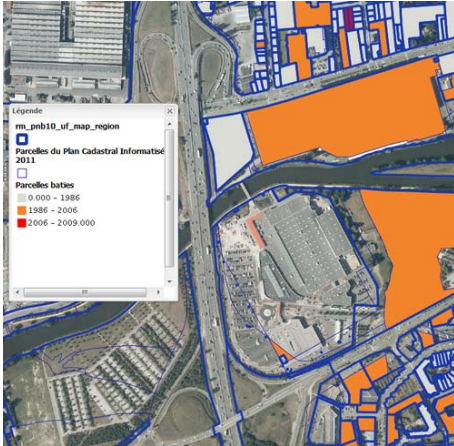 Légende
rm_pnb10_uf_map_region
Parcelles du Plan Cadastral Informatisé
2011
Parcelles baties
0.000 - 1986
1986 - 2006
2006 - 2009.000